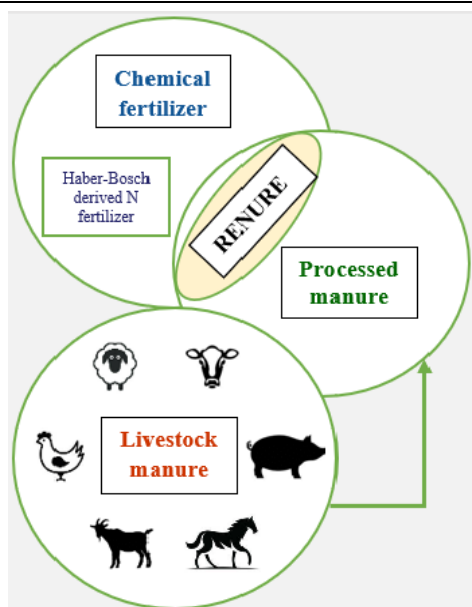 Chemical
fertilizer
Haber-Bosch
derived N
fertilizer
RENURE
Processed
manure
Livestock
manure